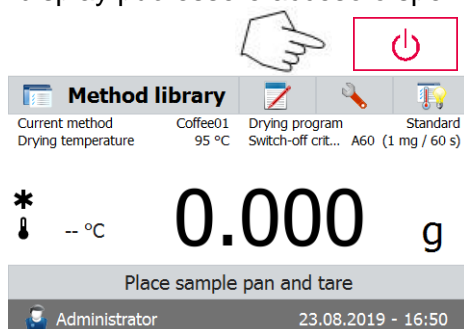 Method library
Current method Coffee01 Drying program Standard
Drying temperature 95 °C Switch-off crit... A60 (1 mg / 60 s)
-- °C 0.000 g
Place sample pan and tare
Administrator 23.08.2019 - 16:50